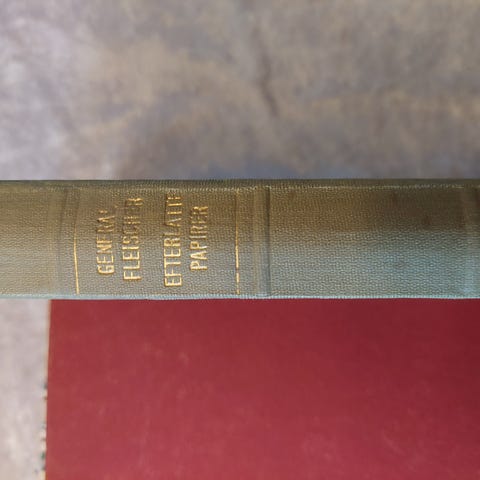 GENERAL
FLEISCHER
EFTERLATTE
PAPIRER